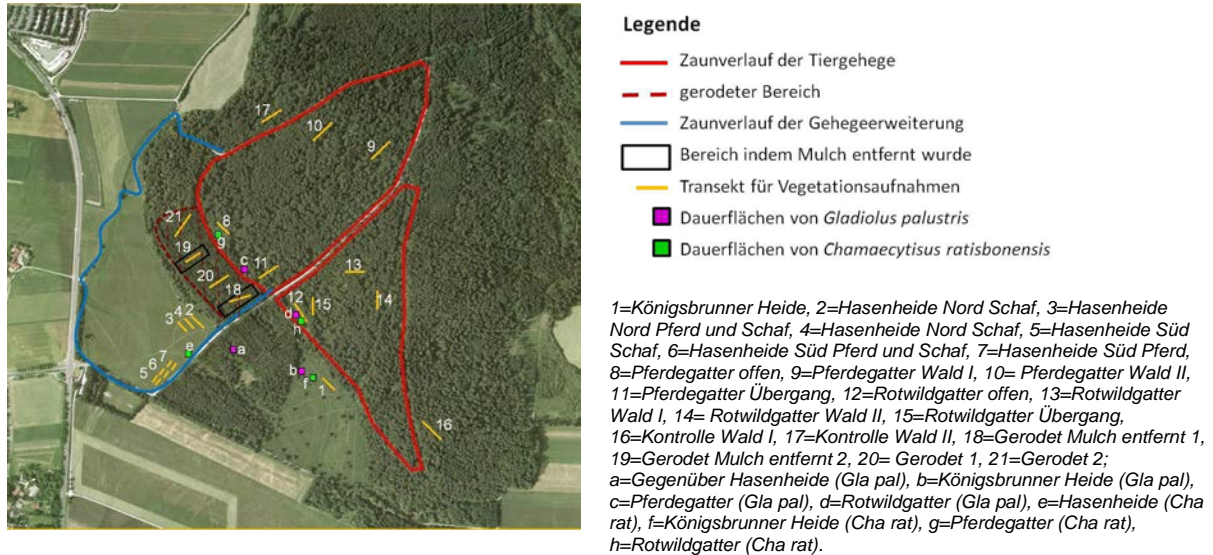 17
10
9
21
8
g
19
c
11
20
18
13
12
15
14
d
h
4 2
3
e
a
7
6
5
b
f
1
16
Legende
Zaunverlauf der Tiergehege
gerodeter Bereich
Zaunverlauf der Gehegeerweiterung
Bereich indem Mulch entfernt wurde
Transekt für Vegetationsaufnahmen
Dauerflächen von Gladiolus palustris
Dauerflächen von Chamaecytisus ratisbonensis
1=Königsbrunner Heide, 2=Hasenheide Nord Schaf, 3=Hasenheide
Nord Pferd und Schaf, 4=Hasenheide Nord Schaf, 5=Hasenheide Süd
Schaf, 6=Hasenheide Süd Pferd und Schaf, 7=Hasenheide Süd Pferd,
8=Pferdegatter offen, 9=Pferdegatter Wald I, 10= Pferdegatter Wald II,
11=Pferdegatter Übergang, 12=Rotwildgatter offen, 13=Rotwildgatter
Wald I, 14= Rotwildgatter Wald II, 15=Rotwildgatter Übergang,
16=Kontrolle Wald I, 17=Kontrolle Wald II, 18=Gerodet Mulch entfernt 1,
19=Gerodet Mulch entfernt 2, 20= Gerodet 1, 21=Gerodet 2;
a=Gegenüber Hasenheide (Gla pal), b=Königsbrunner Heide (Gla pal),
c=Pferdegatter (Gla pal), d=Rotwildgatter (Gla pal), e=Hasenheide (Cha
rat), f=Königsbrunner Heide (Cha rat), g=Pferdegatter (Cha rat),
h=Rotwildgatter (Cha rat).